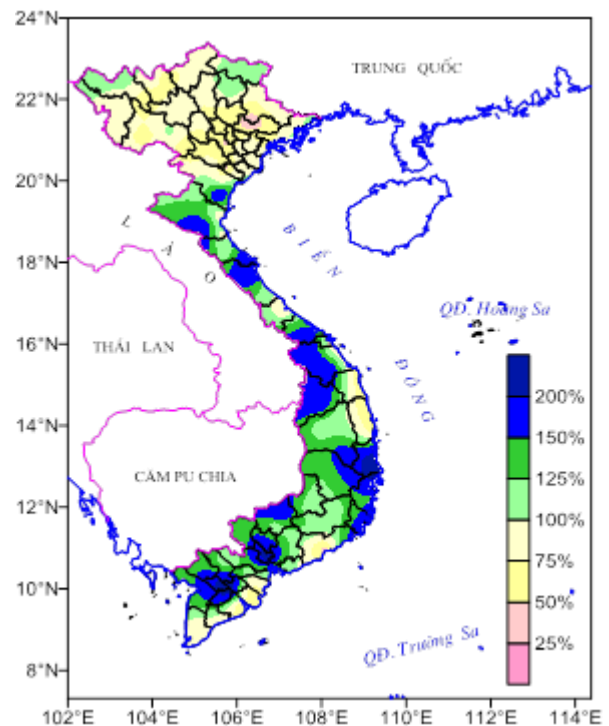 24°N
22°N
20°N
18°N
16°N
14°N
12°N
10°N
8°N
TRUNG QUỐC
LÀO
BIỂN
ĐÔNG
QĐ. Hoàng Sa
THÁI LAN
CĂM PU CHIA
QĐ. Trường Sa
200%
150%
125%
100%
75%
50%
25%
102°E 104°E 106°E 108°E 110°E 112°E 114°E